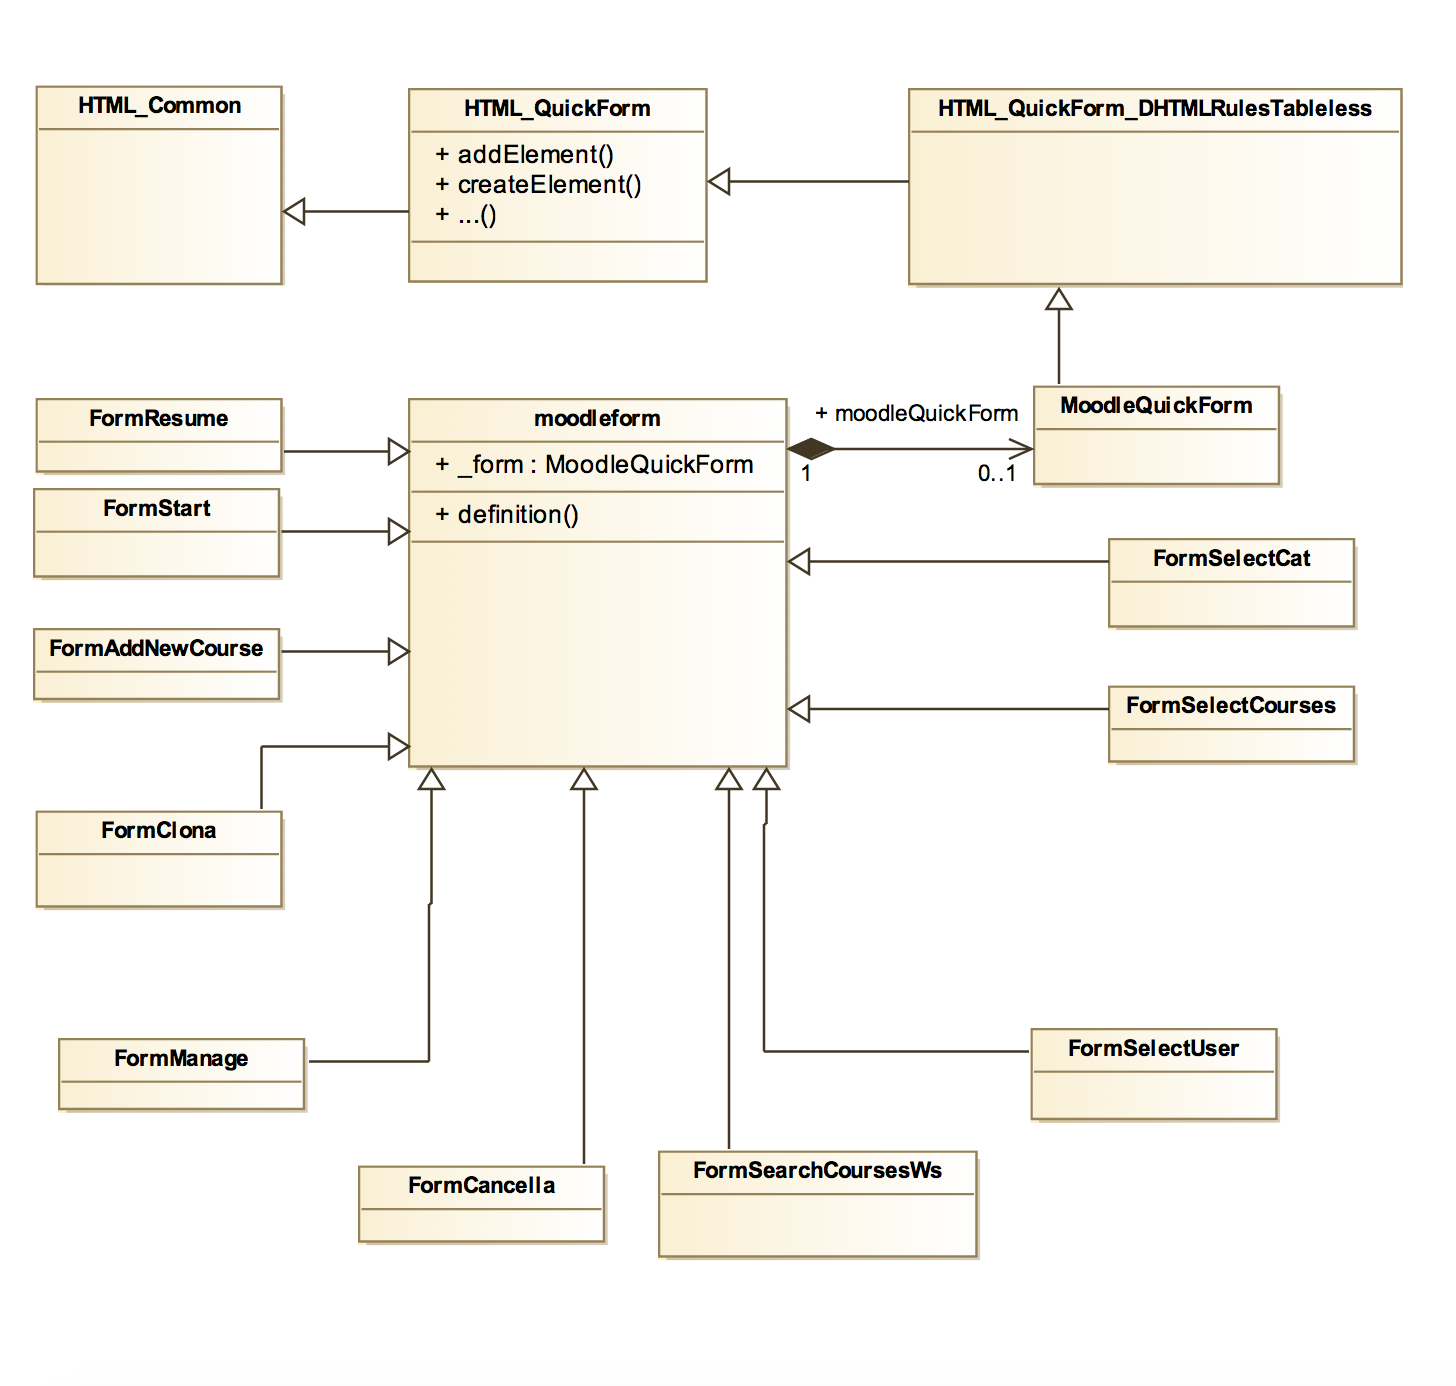 HTML_Common
HTML_QuickForm
+ addElement()
+ createElement()
+ ...()
HTML_QuickForm_DHTMLRulesTableless
FormResume
moodleform
+ _form : MoodleQuickForm
+ definition()
+ moodleQuickForm
1
0..1
MoodleQuickForm
FormStart
FormSelectCat
FormAddNewCourse
FormSelectCourses
FormClona
FormManage
FormSelectUser
FormCancella
FormSearchCoursesWs